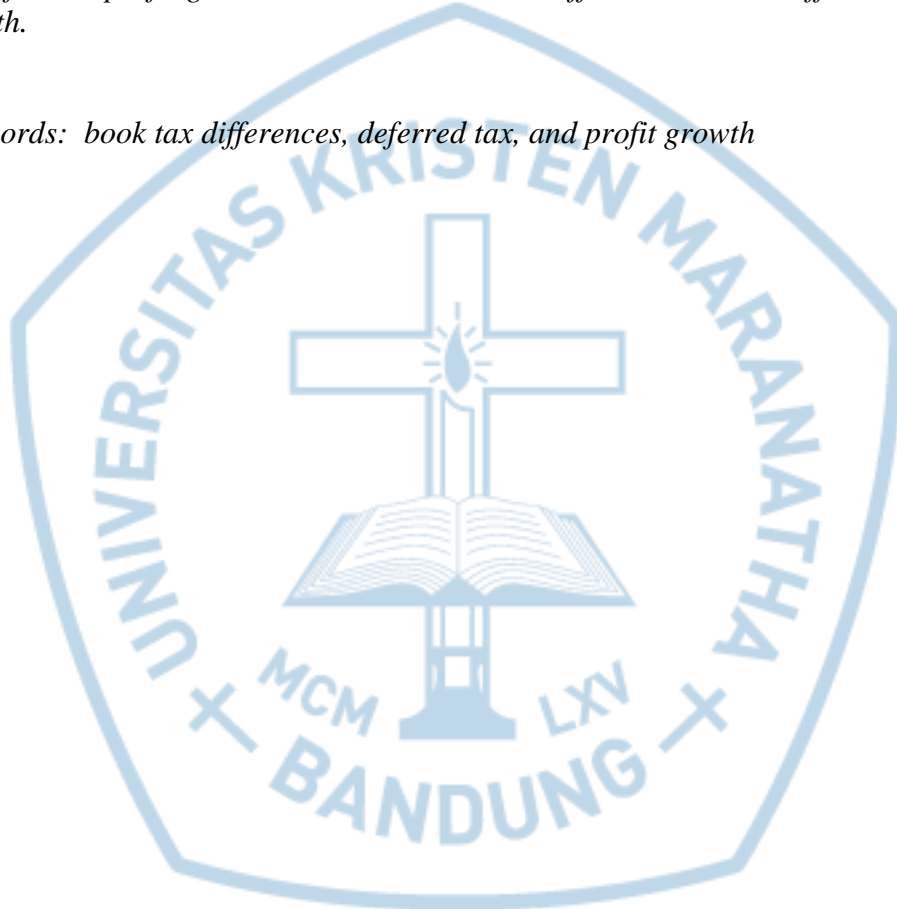 th.
ords: book tax differences, deferred tax, and profit growth
UNIVERSITAS KRISTEN MARANATHA
MCM LXV
BANDUNG